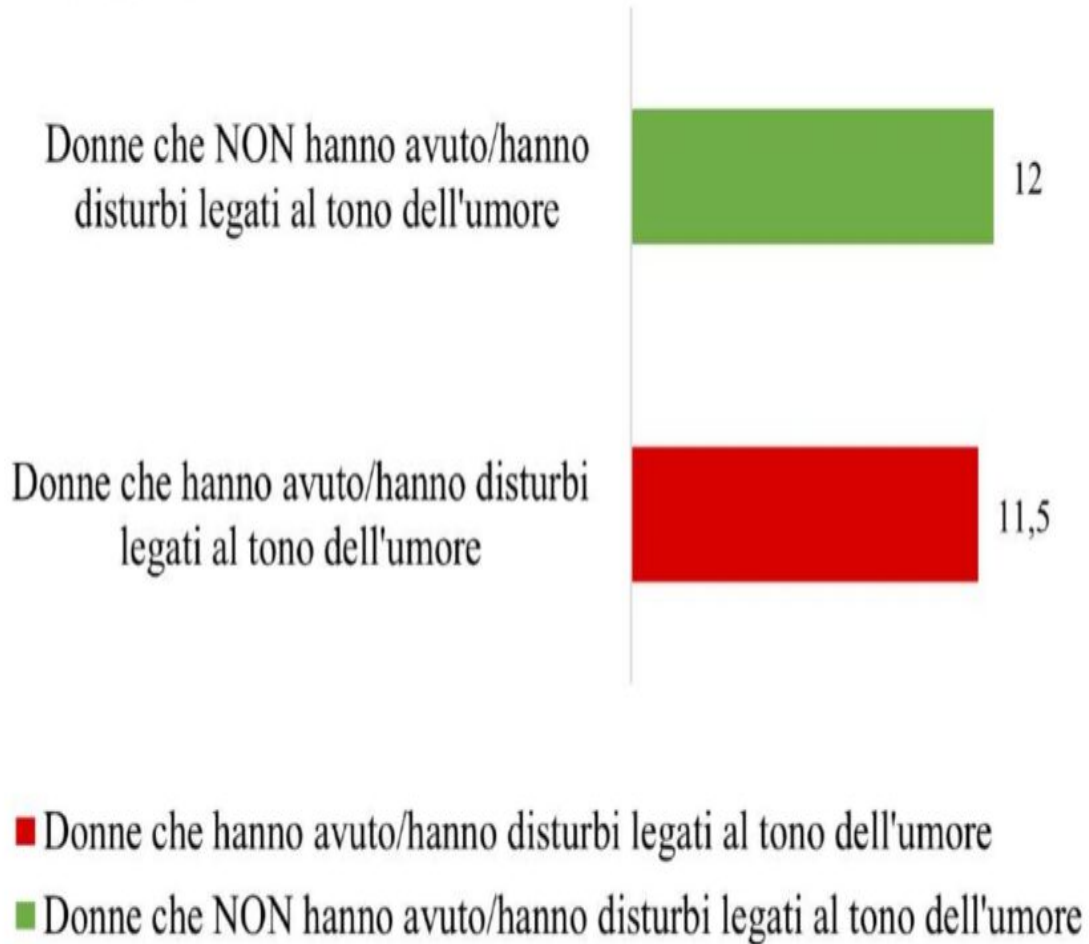 Donne che NON hanno avuto/hanno
disturbi legati al tono dell'umore
12
Donne che hanno avuto/hanno disturbi
legati al tono dell'umore
11,5
Donne che hanno avuto/hanno disturbi legati al tono dell'umore
Donne che NON hanno avuto/hanno disturbi legati al tono dell'umore